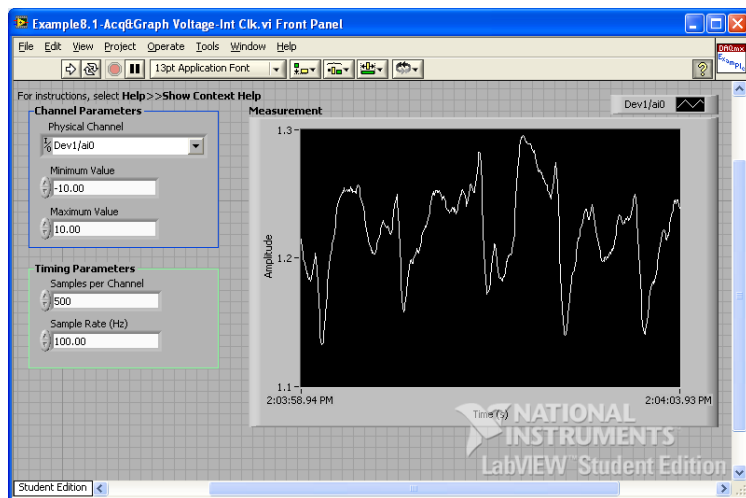 Example8.1-Acq&Graph Voltage-Int Clk.vi Front Panel
File Edit View Project Operate Tools Window Help
13pt Application Font
?
DAQmx
Example
For instructions, select Help>>Show Context Help
Channel Parameters
Physical Channel
I/O Dev1/ai0
Minimum Value
-10.00
Maximum Value
10.00
Timing Parameters
Samples per Channel
500
Sample Rate (Hz)
100.00
Measurement
Dev1/ai0
1.3
1.2
1.1
Amplitude
2:03:58.94 PM
2:04:03.93 PM
Time (s)
NATIONAL
INSTRUMENTS
LabVIEW™ Student Edition
Student Edition